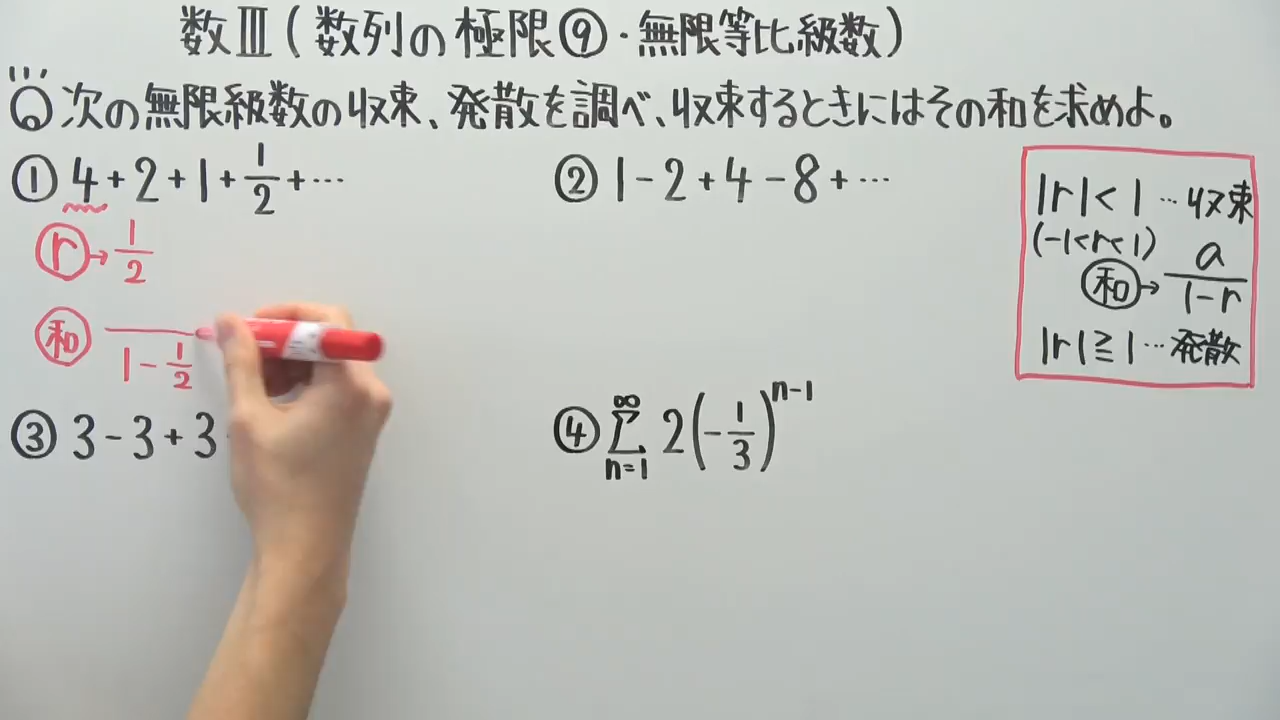 数Ⅲ(数列の極限⑨・無限等比級数)
Q 次の無限級数の収束、発散を調べ、収束するときにはその和を求めよ。
① 4+2+1+1/2+…
r→1/2
和 1-1/2
② 1-2+4-8+…
③ 3-3+3
④ ∞Σn=1 2(-1/3)^n-1
|r|<1…収束
(-1<r<1)
和→a/1-r
|r|≧1…発散